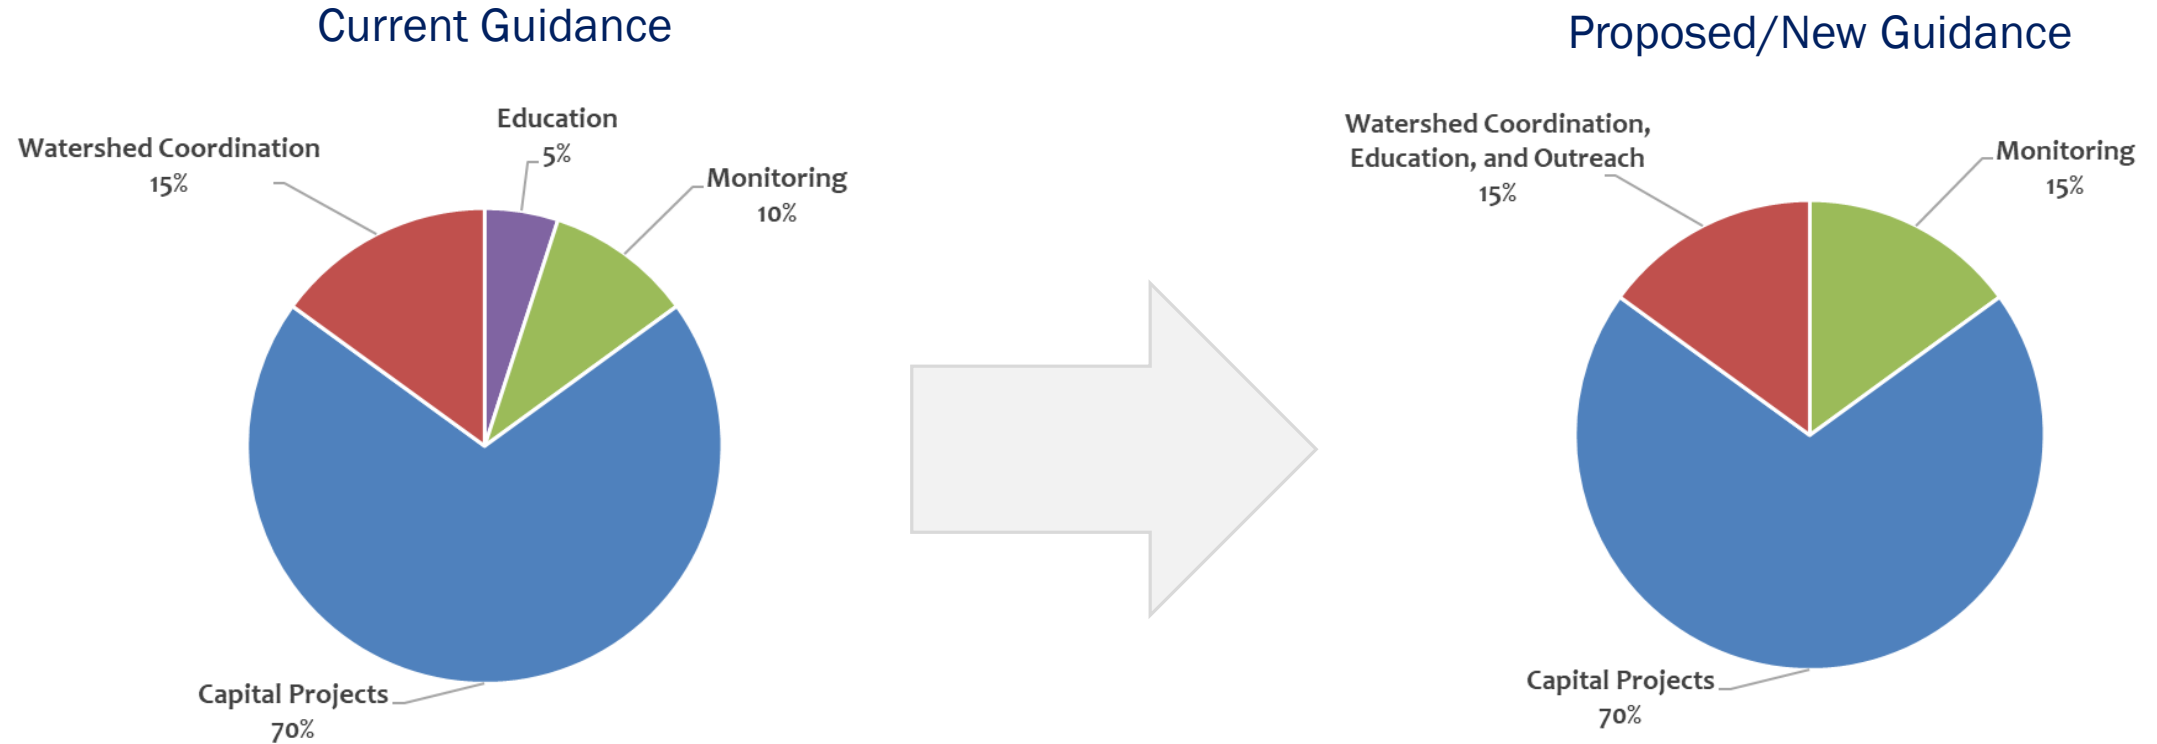 Current Guidance
Watershed Coordination
15%
Education
5%
Monitoring
10%
Capital Projects
70%
Proposed/New Guidance
Watershed Coordination,
Education, and Outreach
15%
Monitoring
15%
Capital Projects
70%